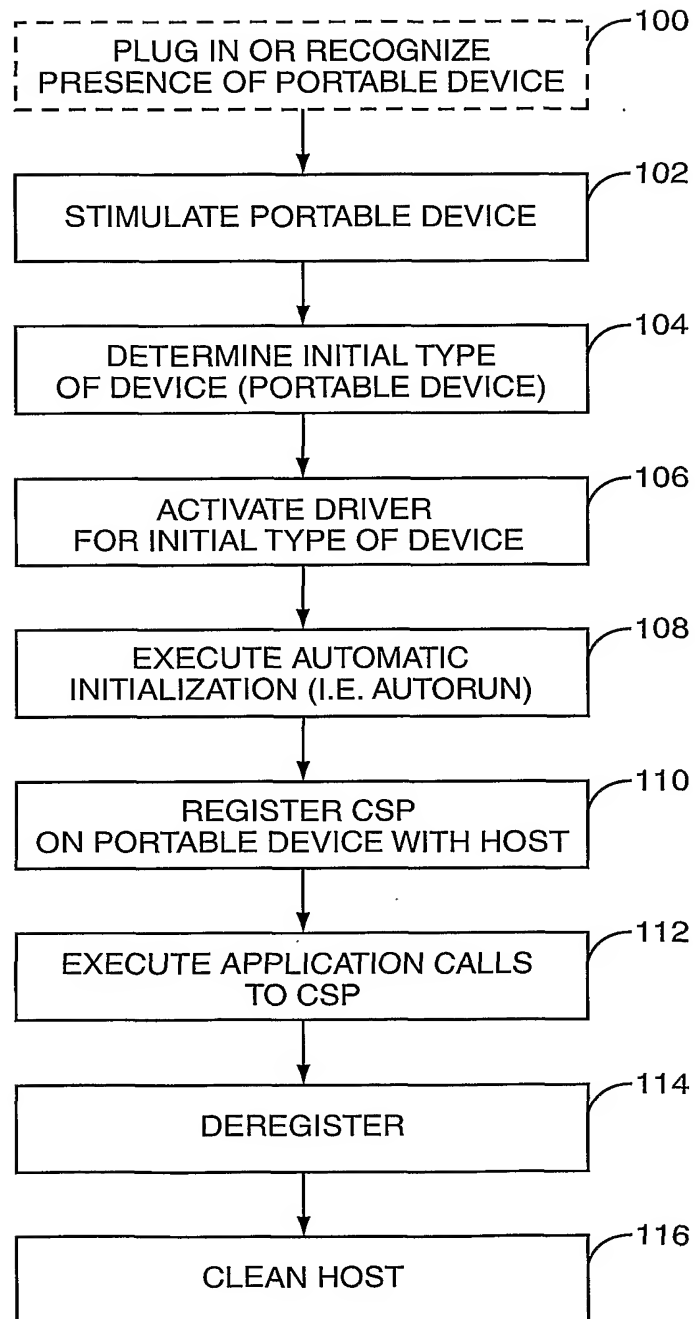 100
PLUG IN OR RECOGNIZE
PRESENCE OF PORTABLE DEVICE
102
STIMULATE PORTABLE DEVICE
104
DETERMINE INITIAL TYPE
OF DEVICE (PORTABLE DEVICE)
106
ACTIVATE DRIVER
FOR INITIAL TYPE OF DEVICE
108
EXECUTE AUTOMATIC
INITIALIZATION (I.E. AUTORUN)
110
REGISTER CSP
ON PORTABLE DEVICE WITH HOST
112
EXECUTE APPLICATION CALLS
TO CSP
114
DEREGISTER
116
CLEAN HOST